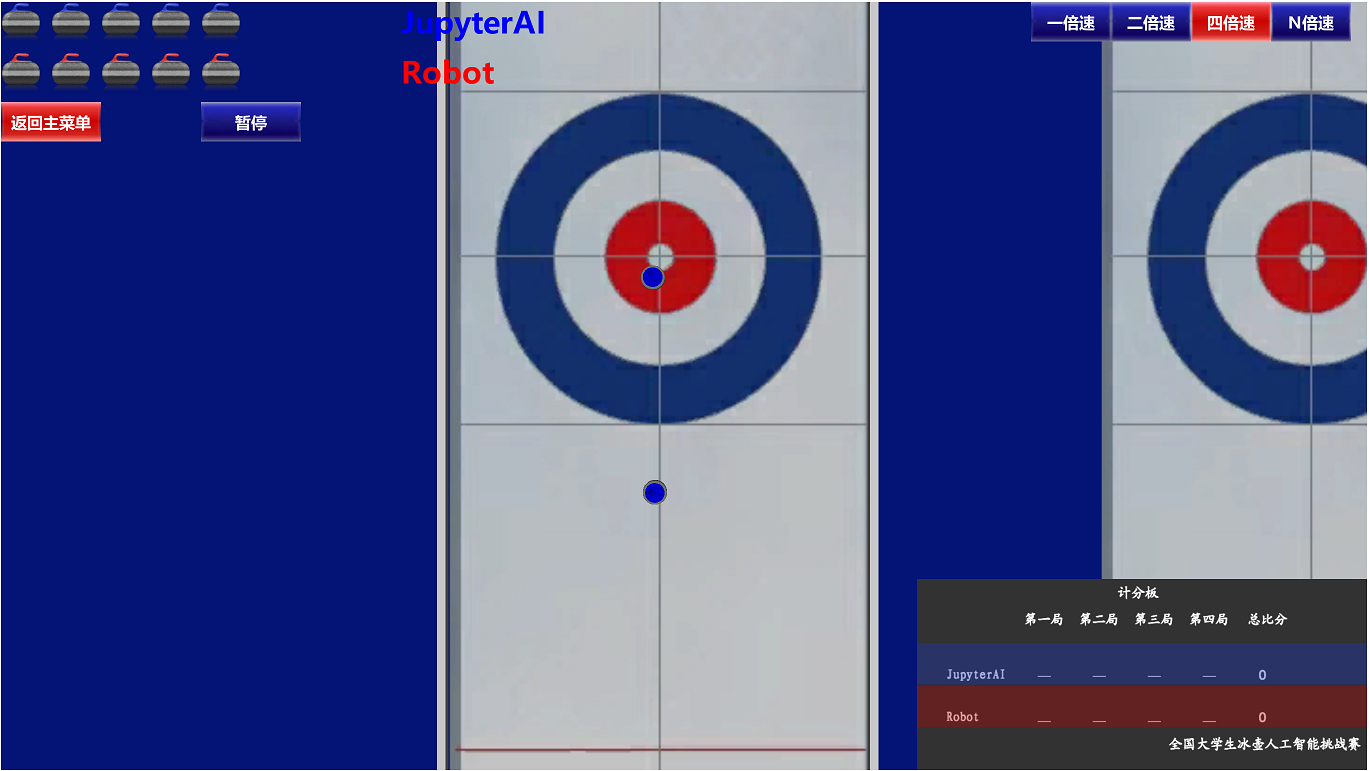 JupyterAI
一倍速 二倍速 四倍速 N倍速
Robot
返回主菜单 暂停
计分板
第一局 第二局 第三局 第四局 总比分
JupyterAI — — — — 0
Robot — — — — 0
全国大学生冰壶人工智能挑战赛